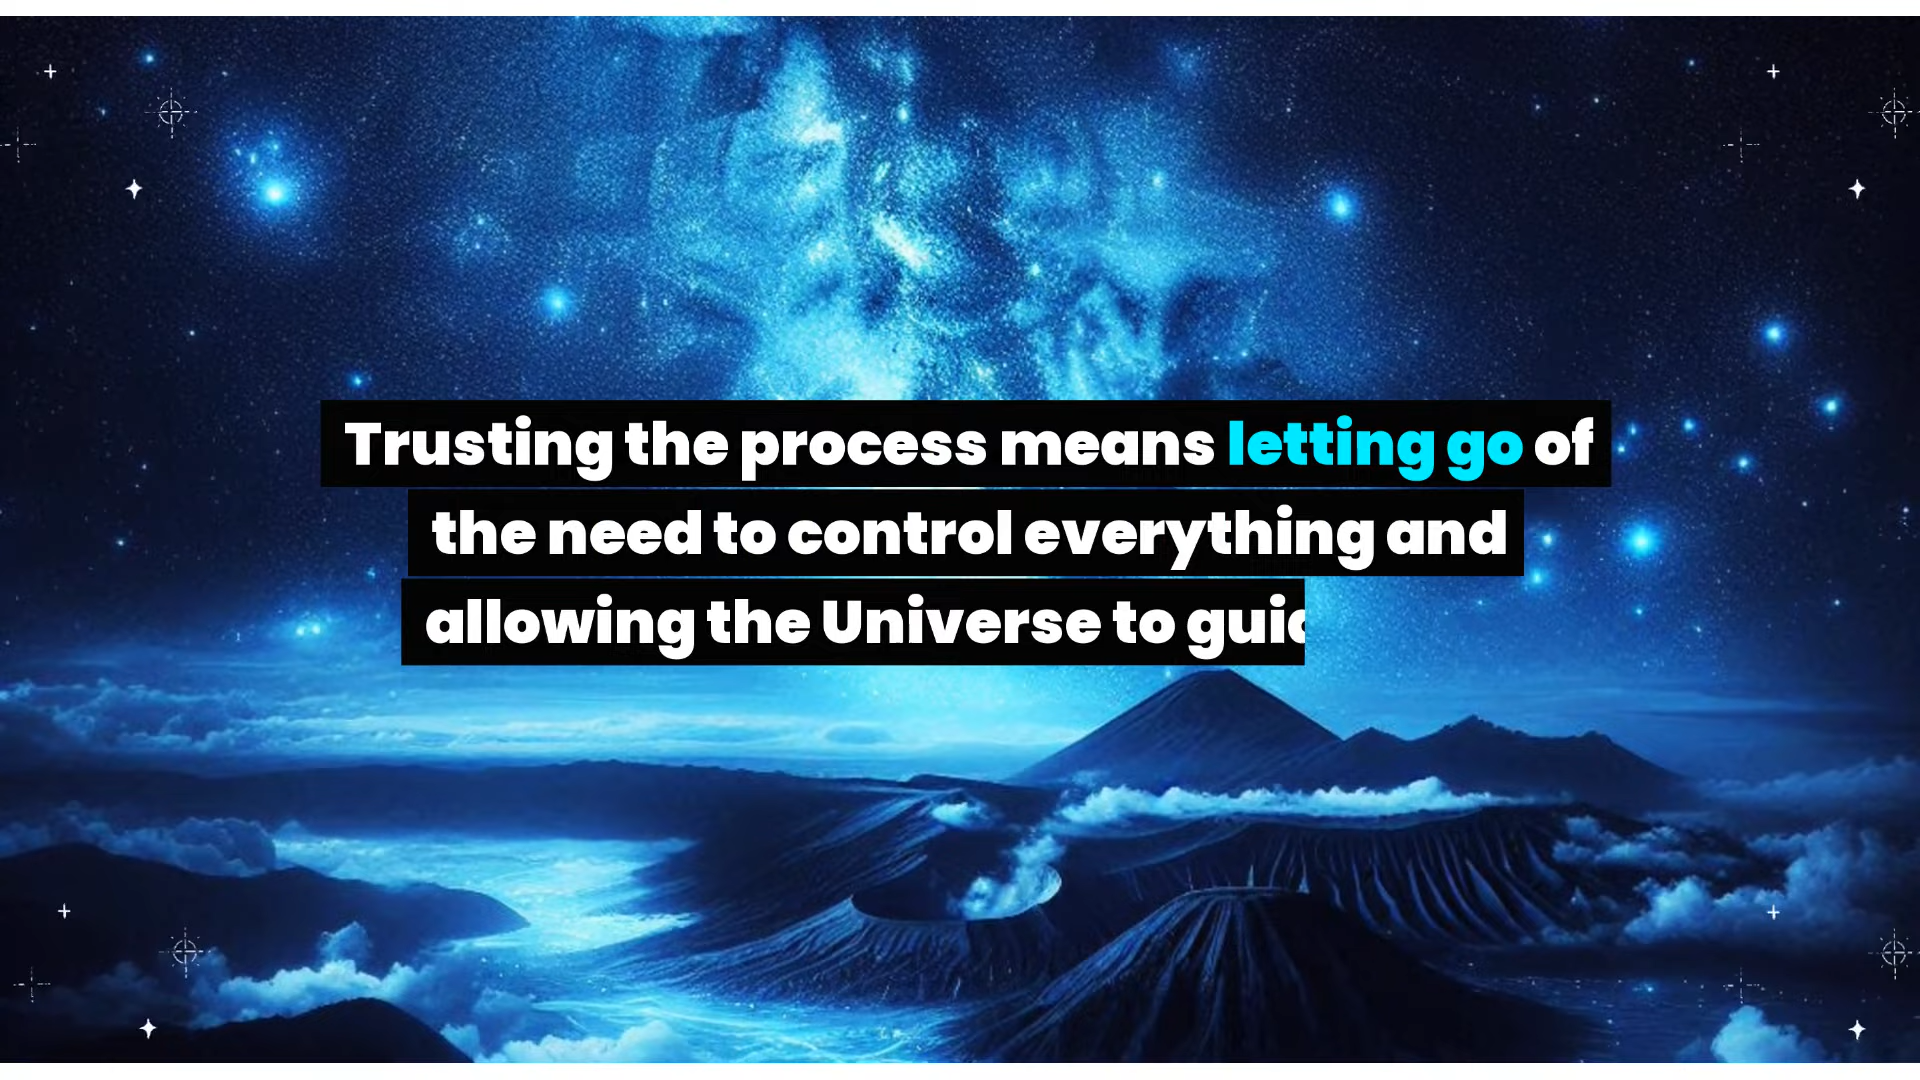 Trusting the process means letting go of
the need to control everything and
allowing the Universe to